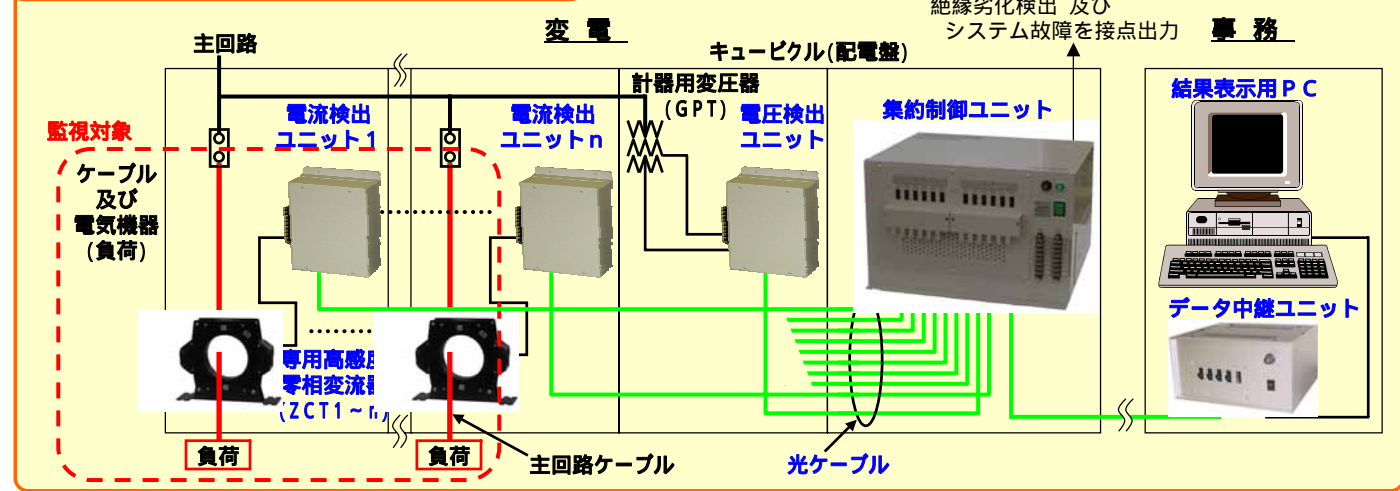 絶縁劣化検出 及び
システム故障を接点出力
変 電
事 務
主回路
キュービクル(配電盤)
計器用変圧器
(GPT)
電流検出
ユニット1
電流検出
ユニットn
電圧検出
ユニット
集約制御ユニット
結果表示用PC
監視対象
ケーブル
及び
電気機器
(負荷)
データ中継ユニット
専用高感度
零相変流器
(ZCT1~n)
負荷
負荷
主回路ケーブル
光ケーブル